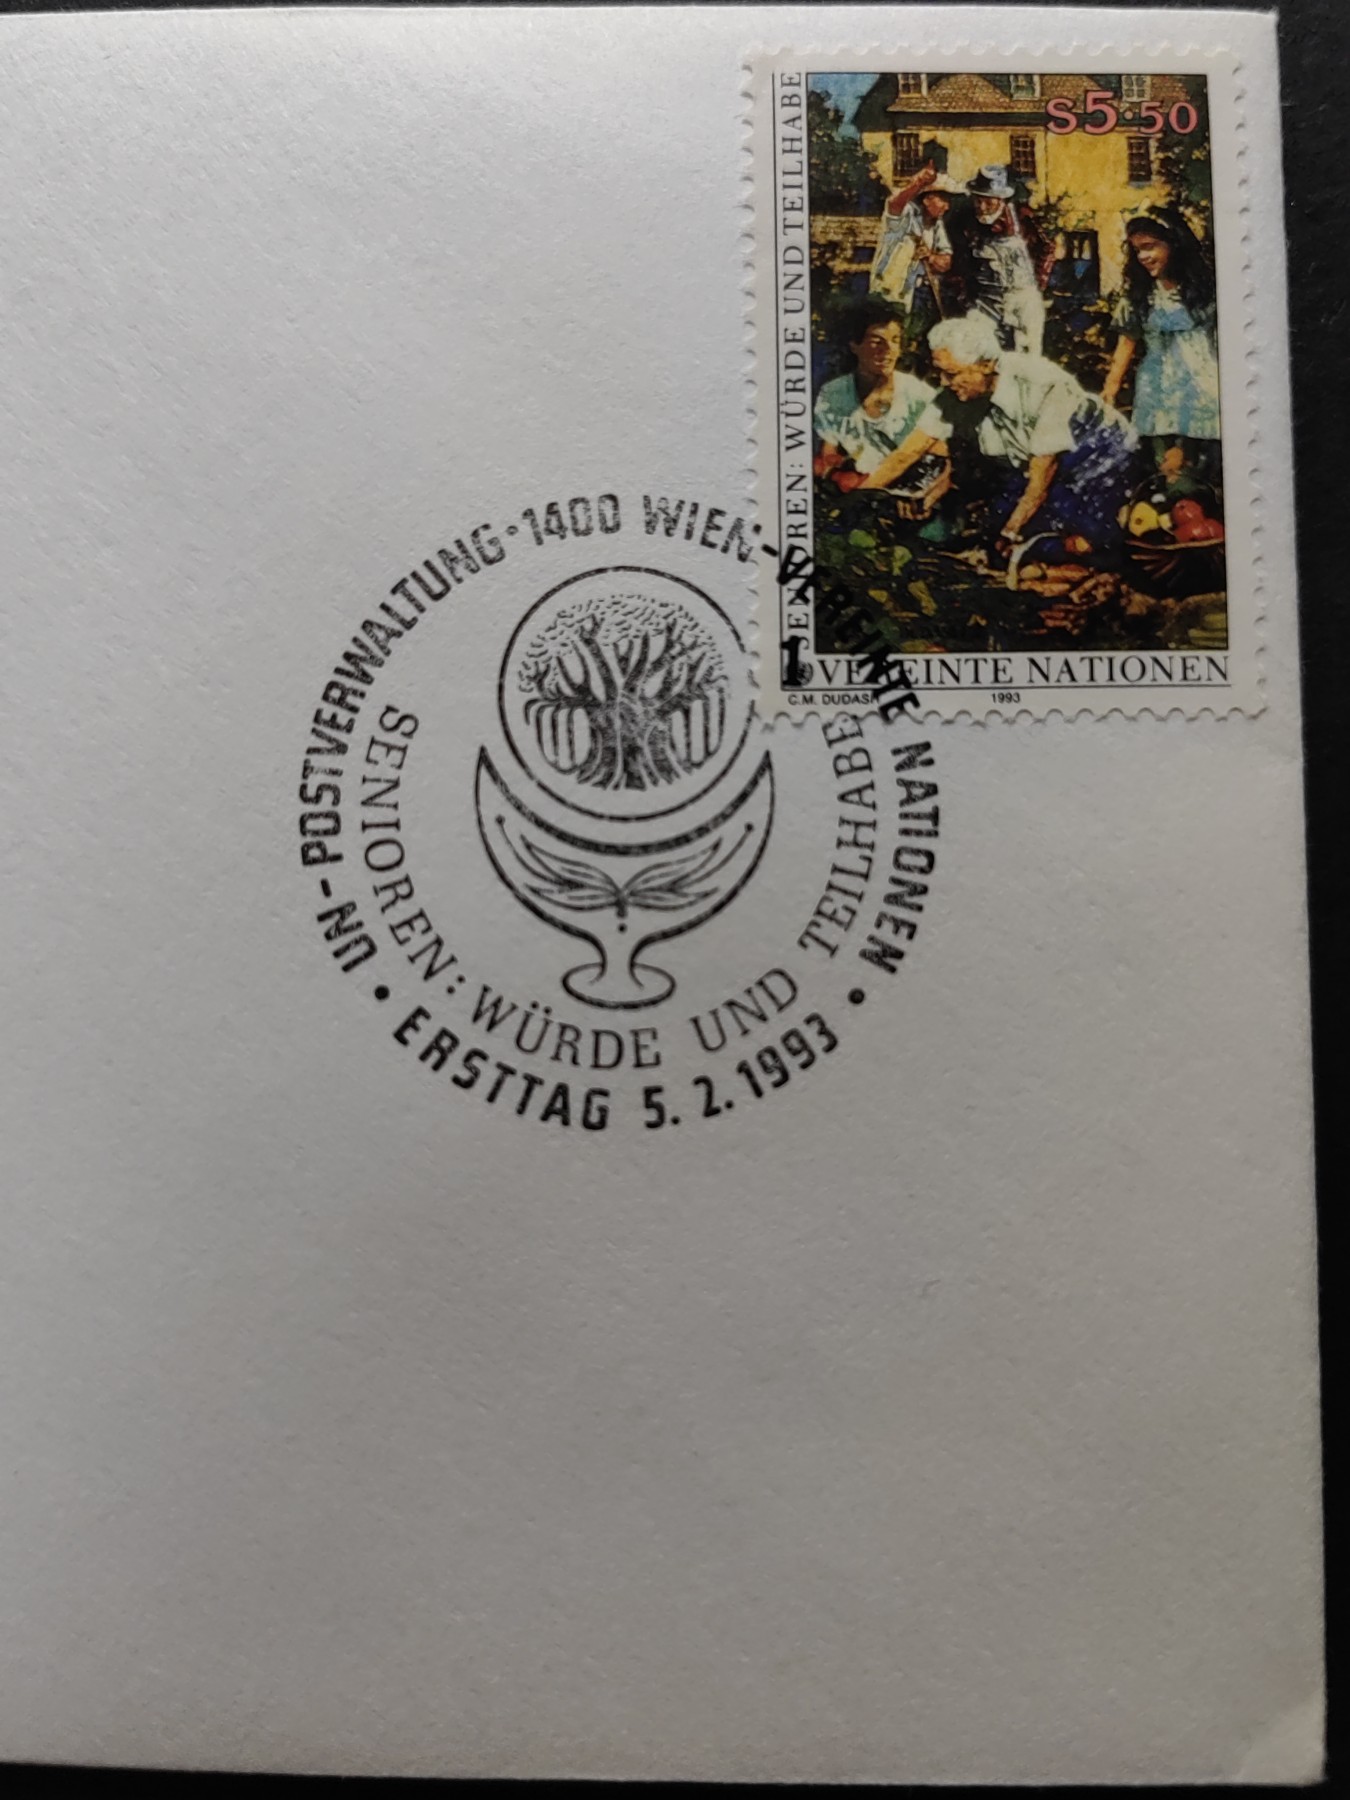 S5·50
SENIOREN: WÜRDE UND TEILHABE
VEREINTE NATIONEN
C.M. DUDASH 1993
UN-POSTVERWALTUNG·1400 WIEN-VEREINTE NATIONEN
1
SENIOREN: WÜRDE UND TEILHABE
• ERSTTAG 5. 2. 1993 •